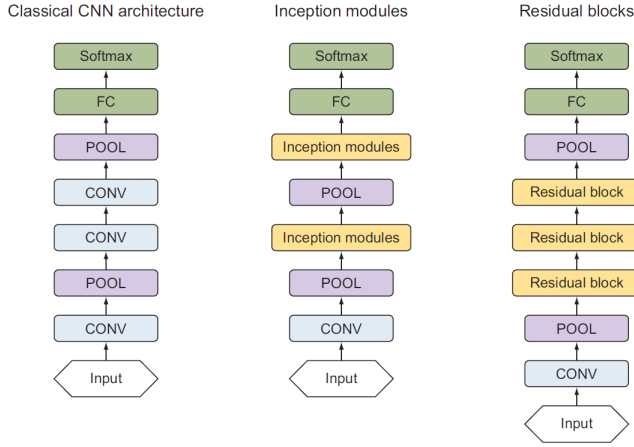 Classical CNN architecture
Softmax
FC
POOL
CONV
CONV
POOL
CONV
Input
Inception modules
Softmax
FC
Inception modules
POOL
Inception modules
POOL
CONV
Input
Residual blocks
Softmax
FC
POOL
Residual block
Residual block
Residual block
POOL
CONV
Input